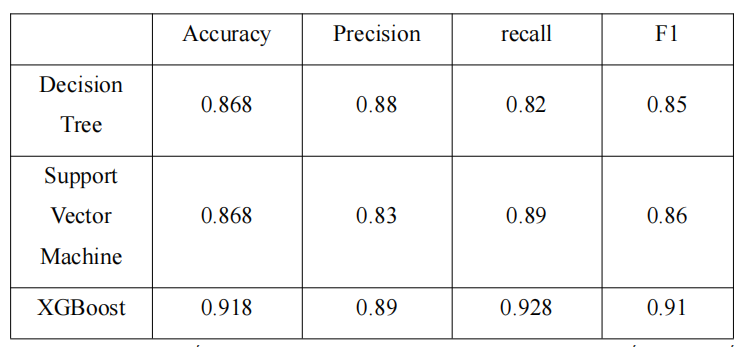 Accuracy Precision recall F1
Decision
Tree
0.868 0.88 0.82 0.85
Support
Vector
Machine
0.868 0.83 0.89 0.86
XGBoost 0.918 0.89 0.928 0.91